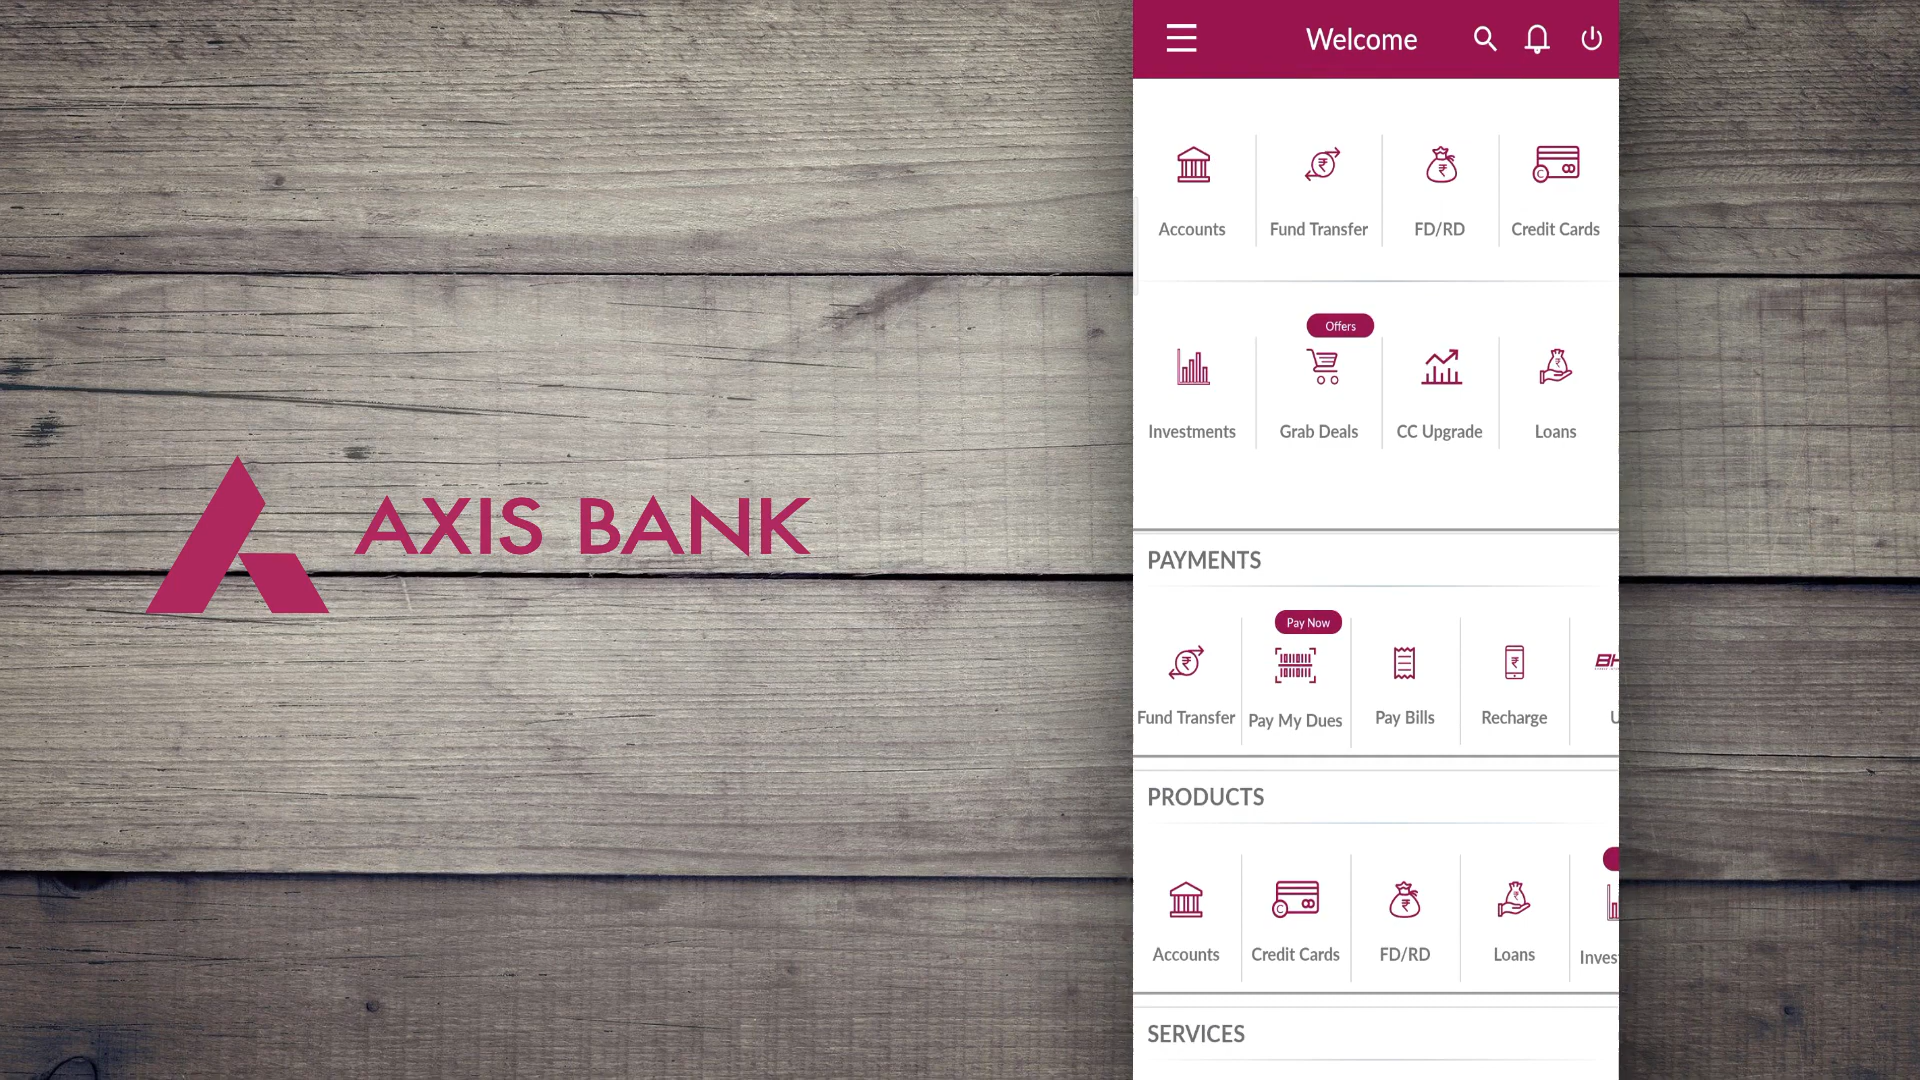 AXIS BANK
Welcome
Accounts
Fund Transfer
FD/RD
Credit Cards
Offers
Investments
Grab Deals
CC Upgrade
Loans
PAYMENTS
Pay Now
Fund Transfer
Pay My Dues
Pay Bills
Recharge
PRODUCTS
Accounts
Credit Cards
FD/RD
Loans
Inves
SERVICES